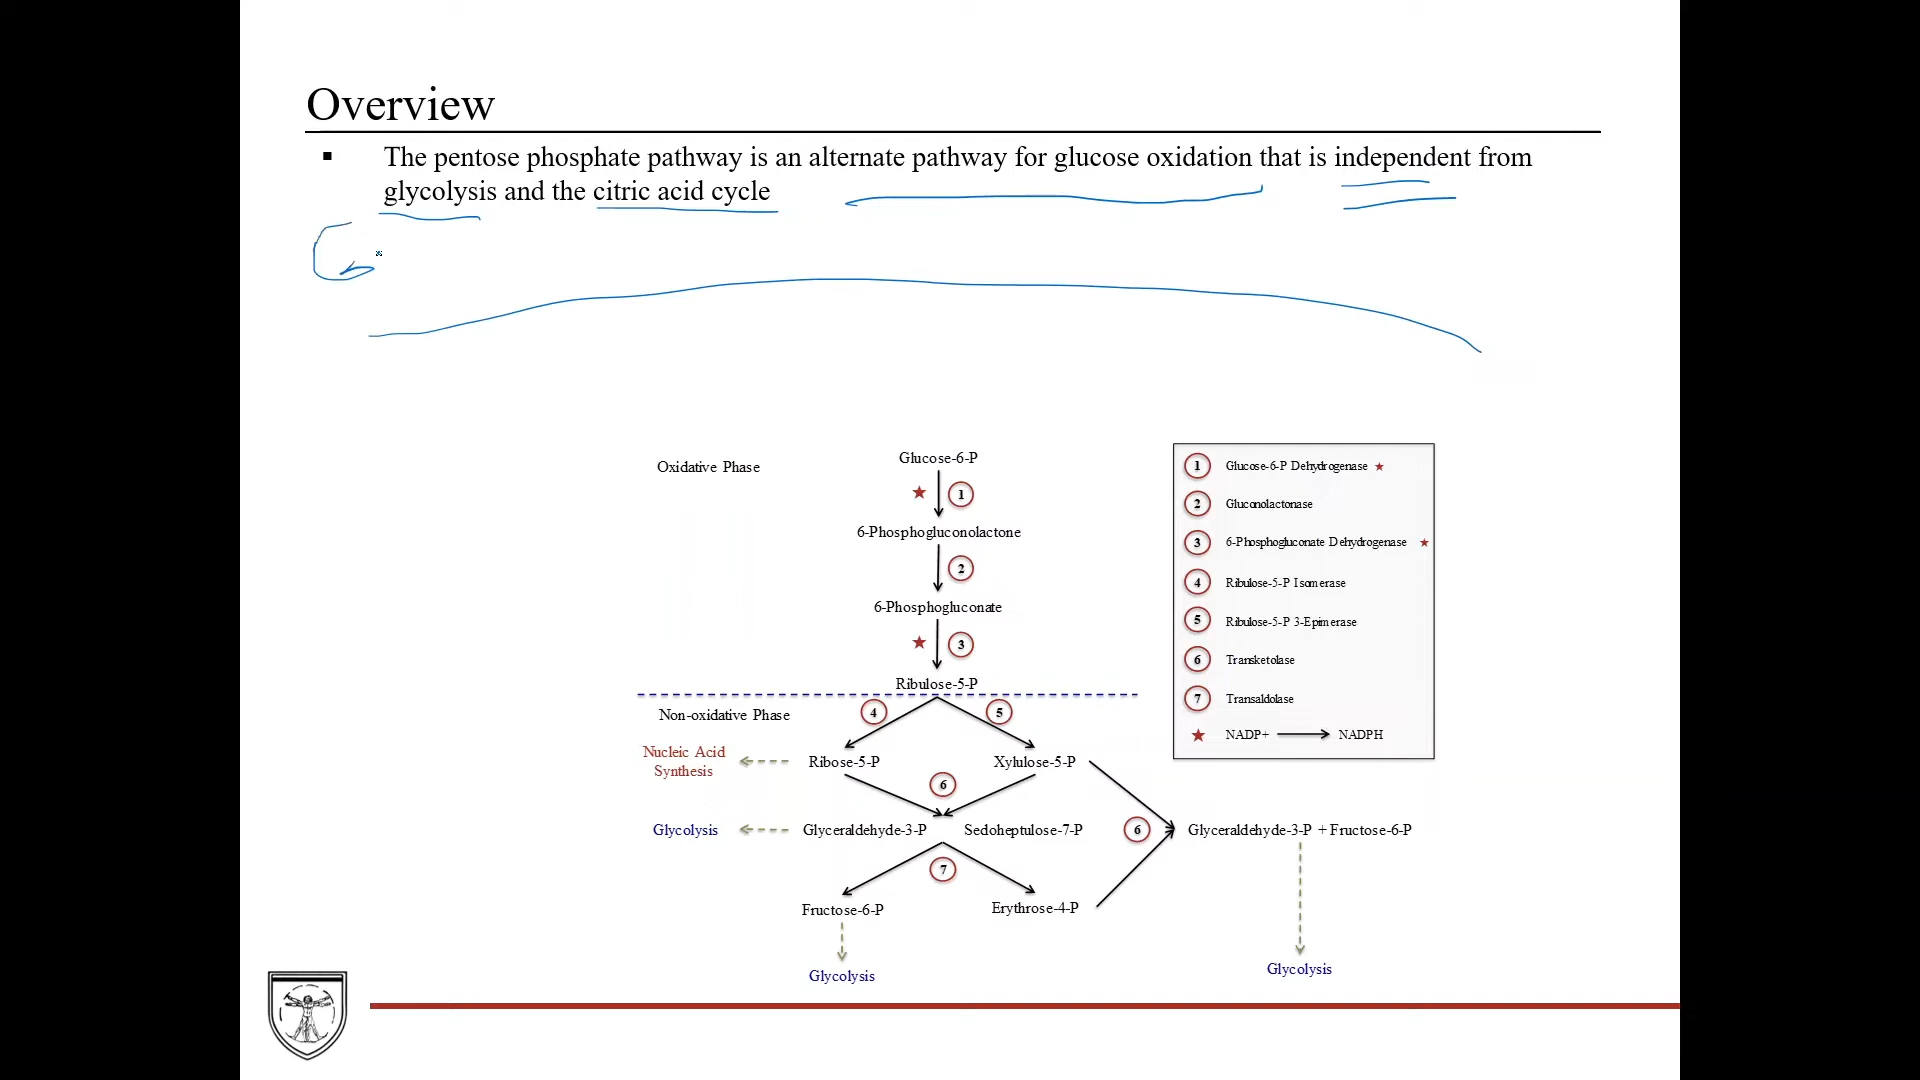 Overview
▪ The pentose phosphate pathway is an alternate pathway for glucose oxidation that is independent from
glycolysis and the citric acid cycle
Oxidative Phase
Glucose-6-P
★ 1
6-Phosphogluconolactone
2
6-Phosphogluconate
★ 3
Ribulose-5-P
Non-oxidative Phase
4 5
Nucleic Acid
Synthesis
Ribose-5-P Xylulose-5-P
6
Glycolysis Glyceraldehyde-3-P Sedoheptulose-7-P 6 Glyceraldehyde-3-P + Fructose-6-P
7
Fructose-6-P Erythrose-4-P
Glycolysis Glycolysis
1 Glucose-6-P Dehydrogenase ★
2 Gluconolactonase
3 6-Phosphogluconate Dehydrogenase ★
4 Ribulose-5-P Isomerase
5 Ribulose-5-P 3-Epimerase
6 Transketolase
7 Transaldolase
★ NADP+ → NADPH